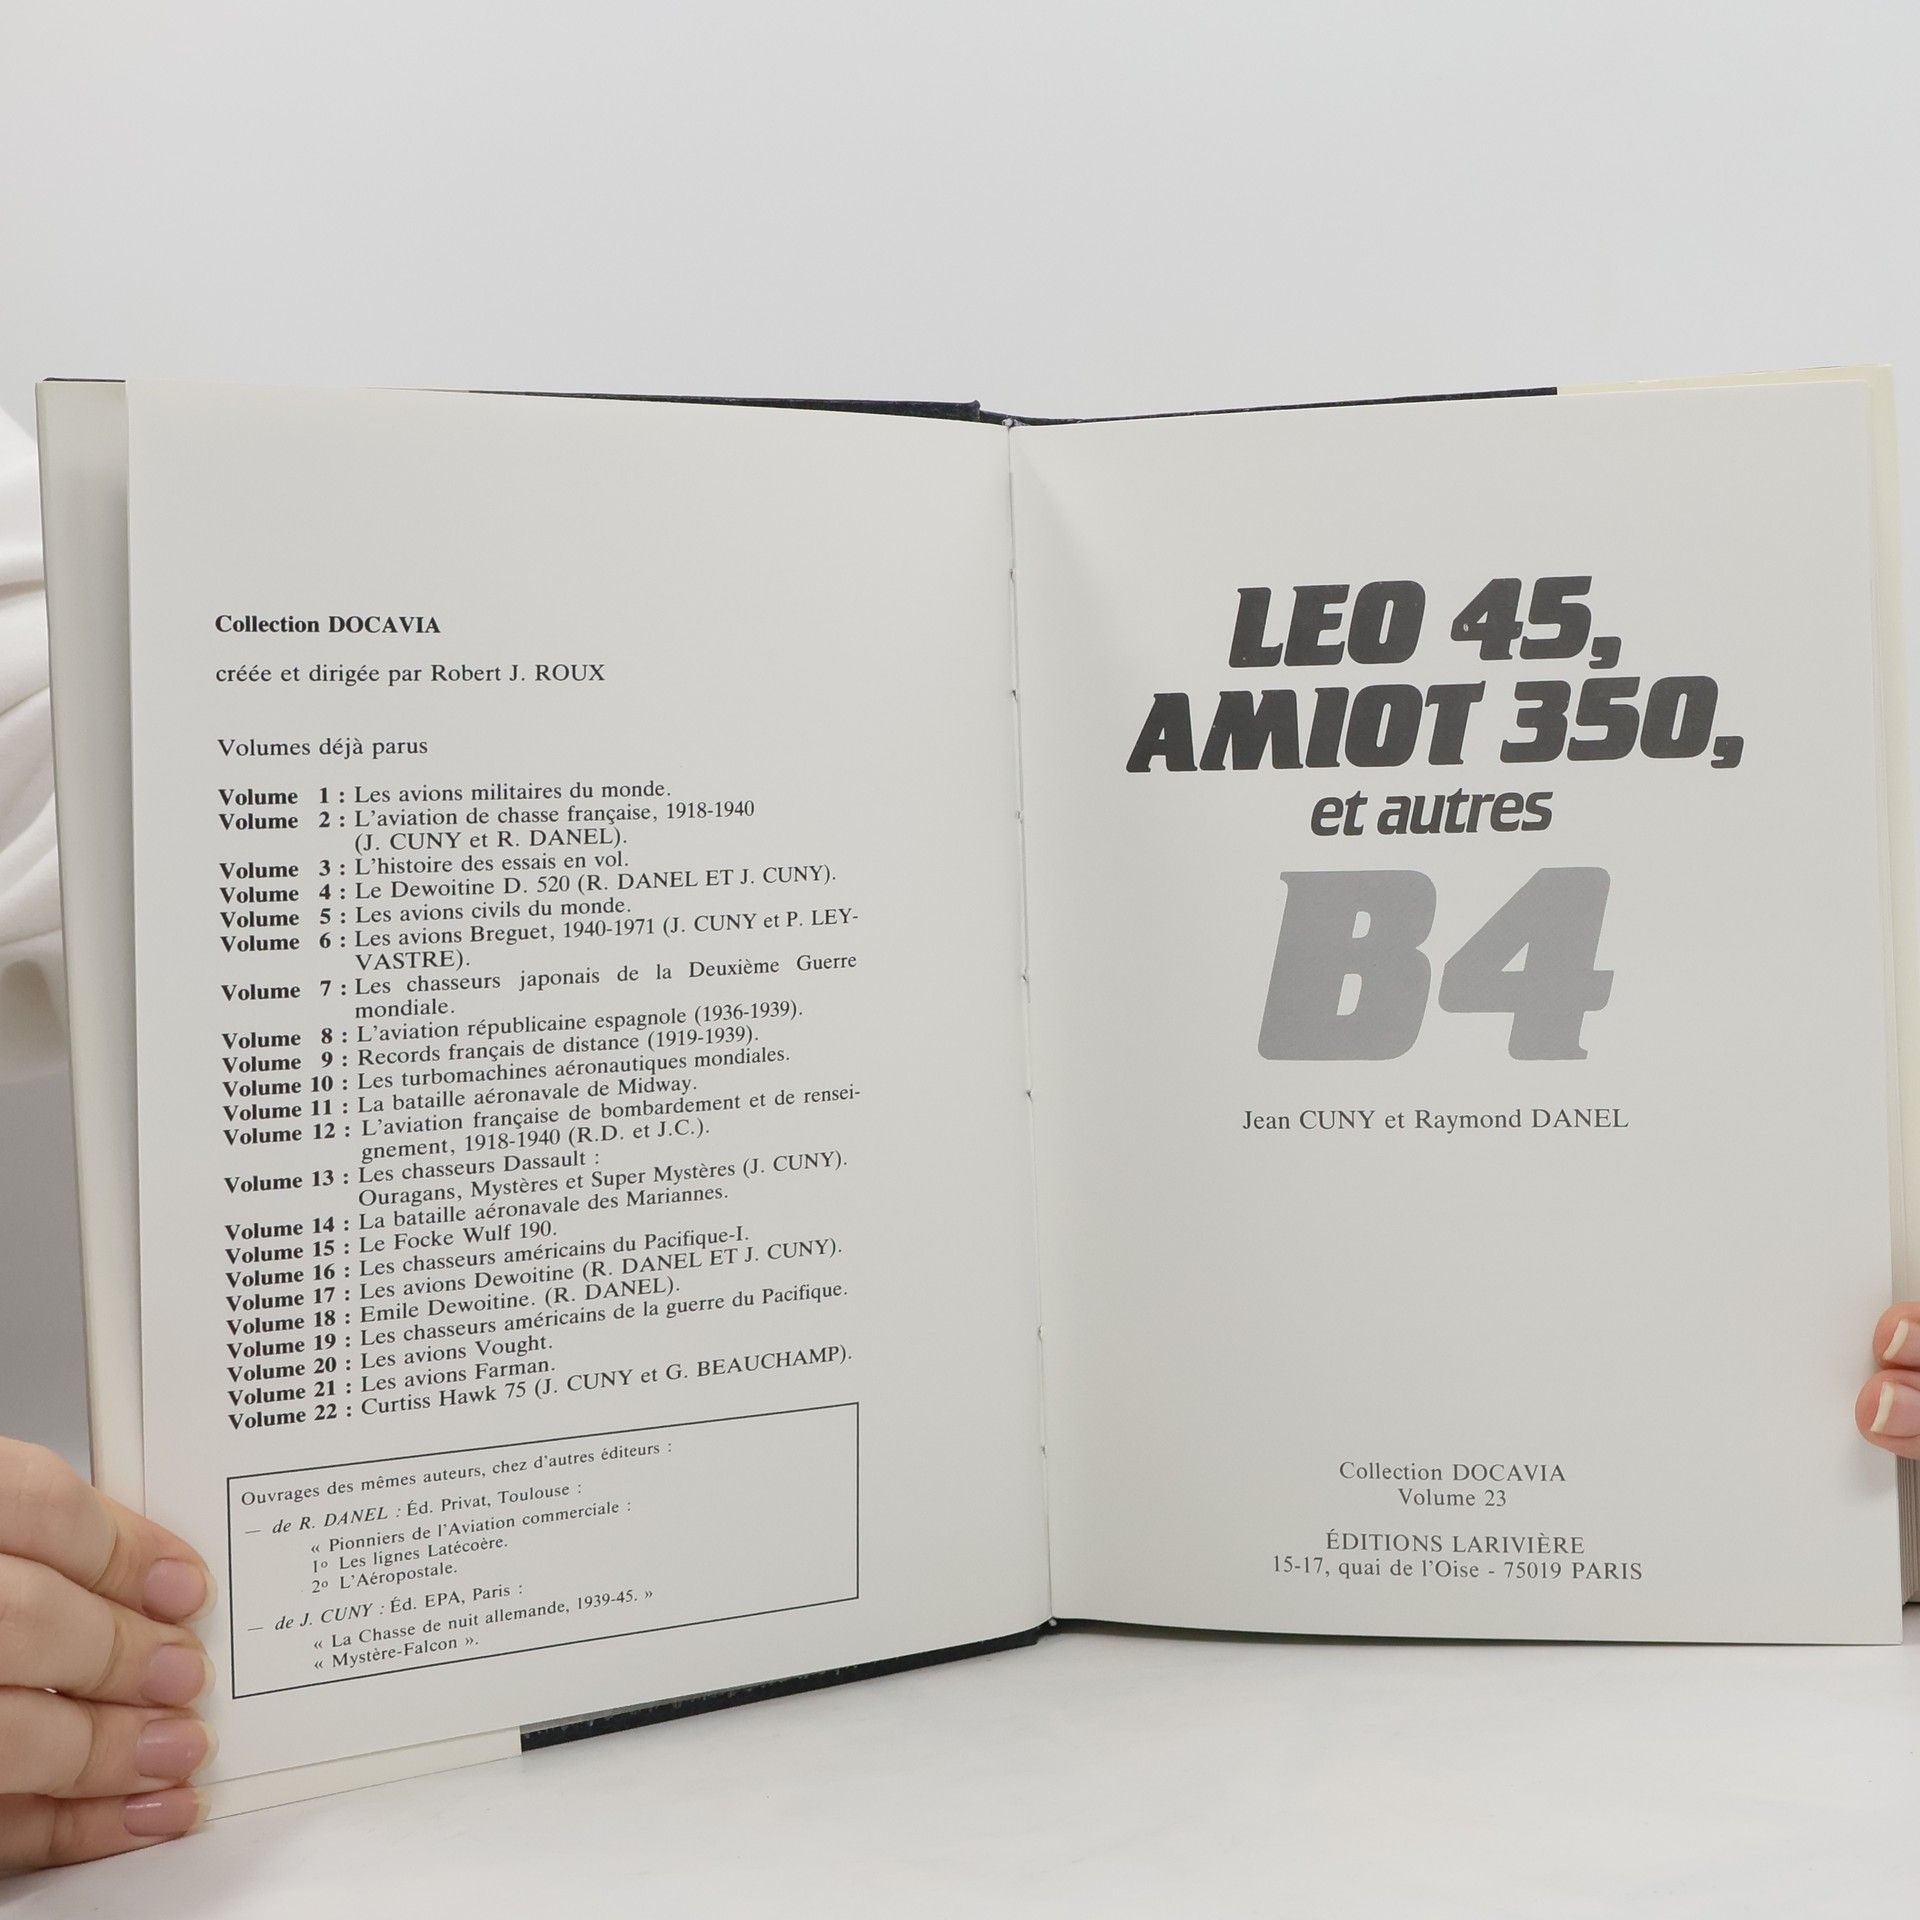 Collection DOCAVIA
créée et dirigée par Robert J. ROUX
Volumes déjà parus
Volume 1 : Les avions militaires du monde.
Volume 2 : L'aviation de chasse française, 1918-1940
(J. CUNY et R. DANEL).
Volume 3 : L'histoire des essais en vol.
Volume 4 : Le Dewoitine D. 520 (R. DANEL ET J. CUNY).
Volume 5 : Les avions civils du monde.
Volume 6 : Les avions Breguet, 1940-1971 (J. CUNY et P. LEY-
VASTRE).
Volume 7 : Les chasseurs japonais de la Deuxième Guerre
mondiale.
Volume 8 : L'aviation républicaine espagnole (1936-1939).
Volume 9 : Records français de distance (1919-1939).
Volume 10 : Les turbomachines aéronautiques mondiales.
Volume 11 : La bataille aéronavale de Midway.
Volume 12 : L'aviation française de bombardement et de rensei-
gnement, 1918-1940 (R.D. et J.C.).
Volume 13 : Les chasseurs Dassault :
Ouragans, Mystères et Super Mystères (J. CUNY).
Volume 14 : La bataille aéronavale des Mariannes.
Volume 15 : Le Focke Wulf 190.
Volume 16 : Les chasseurs américains du Pacifique-I.
Volume 17 : Les avions Dewoitine (R. DANEL ET J. CUNY).
Volume 18 : Emile Dewoitine. (R. DANEL).
Volume 19 : Les chasseurs américains de la guerre du Pacifique.
Volume 20 : Les avions Vought.
Volume 21 : Les avions Farman.
Volume 22 : Curtiss Hawk 75 (J. CUNY et G. BEAUCHAMP).
Ouvrages des mêmes auteurs, chez d'autres éditeurs :
— de R. DANEL : Éd. Privat, Toulouse :
« Pionniers de l'Aviation commerciale :
1º Les lignes Latécoère.
2º L'Aéropostale.
— de J. CUNY : Éd. EPA, Paris :
« La Chasse de nuit allemande, 1939-45. »
« Mystère-Falcon ».
LEO 45,
AMIOT 350,
et autres
B4
Jean CUNY et Raymond DANEL
Collection DOCAVIA
Volume 23
ÉDITIONS LARIVIÈRE
15-17, quai de l'Oise - 75019 PARIS